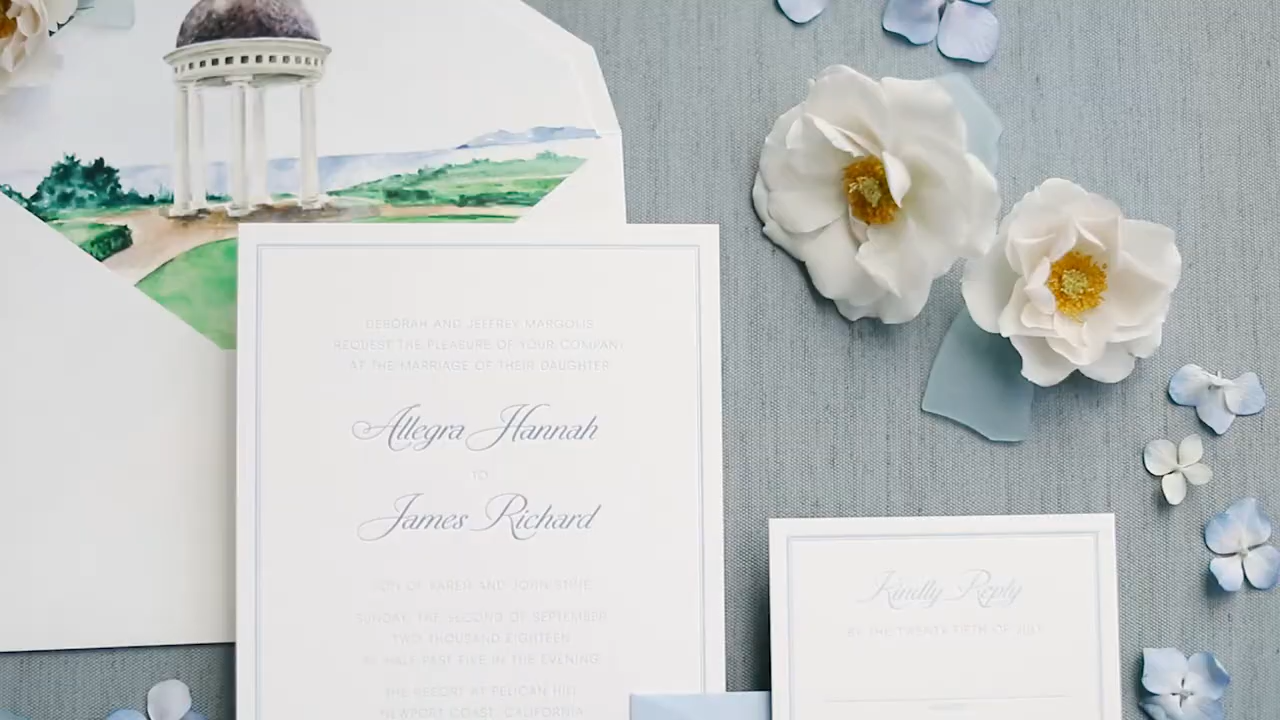 DEBORAH AND JEFFREY MARGOLIS
REQUEST THE PLEASURE OF YOUR COMPANY
AT THE MARRIAGE OF THEIR DAUGHTER
Allegra Hannah
TO
James Richard
SON OF KAREN AND JOHN
SUNDAY, THE SECOND OF SEPTEMBER
TWO THOUSAND EIGHTEEN
AT HALF PAST FIVE IN THE EVENING
THE RESORT AT PELICAN HILL
NEWPORT COAST, CALIFORNIA
Kindly Reply
BY THE TWENTY FIFTH OF JULY